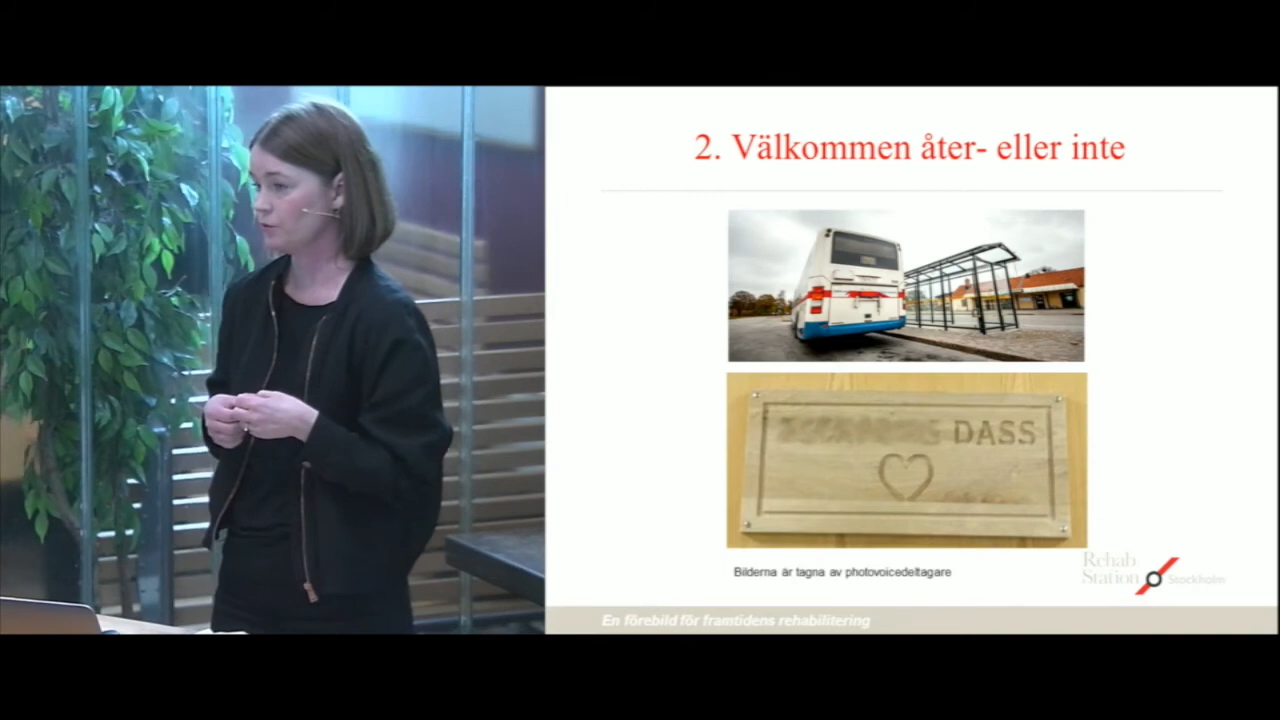 2. Välkommen åter- eller inte
DASS
Bilderna är tagna av photovoicedeltagare
Rehab
Station
Stockholm
En förebild för framtidens rehabilitering